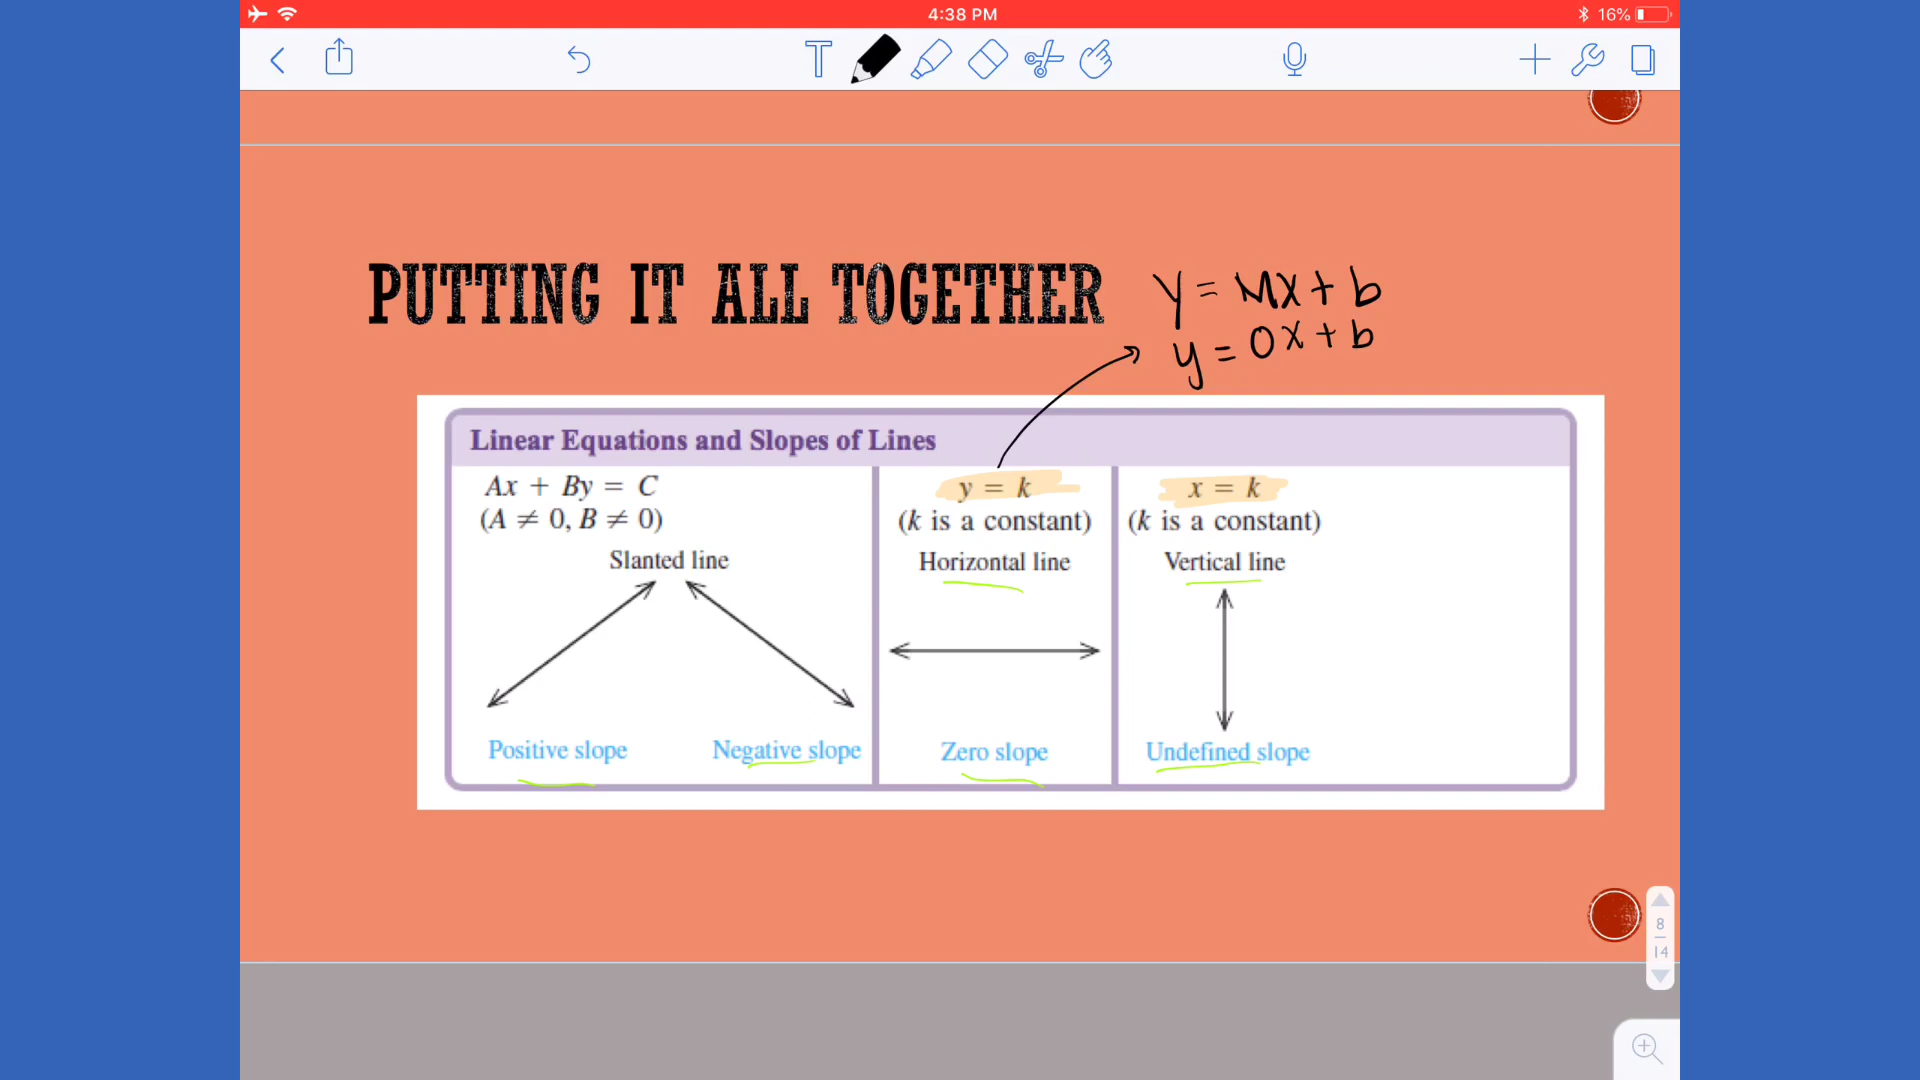 4:38 PM
16%
PUTTING IT ALL TOGETHER
y = Mx + b
y = 0x + b
Linear Equations and Slopes of Lines
Ax + By = C
(A ≠ 0, B ≠ 0)
Slanted line
Positive slope
Negative slope
y = k
(k is a constant)
Horizontal line
Zero slope
x = k
(k is a constant)
Vertical line
Undefined slope
8
14